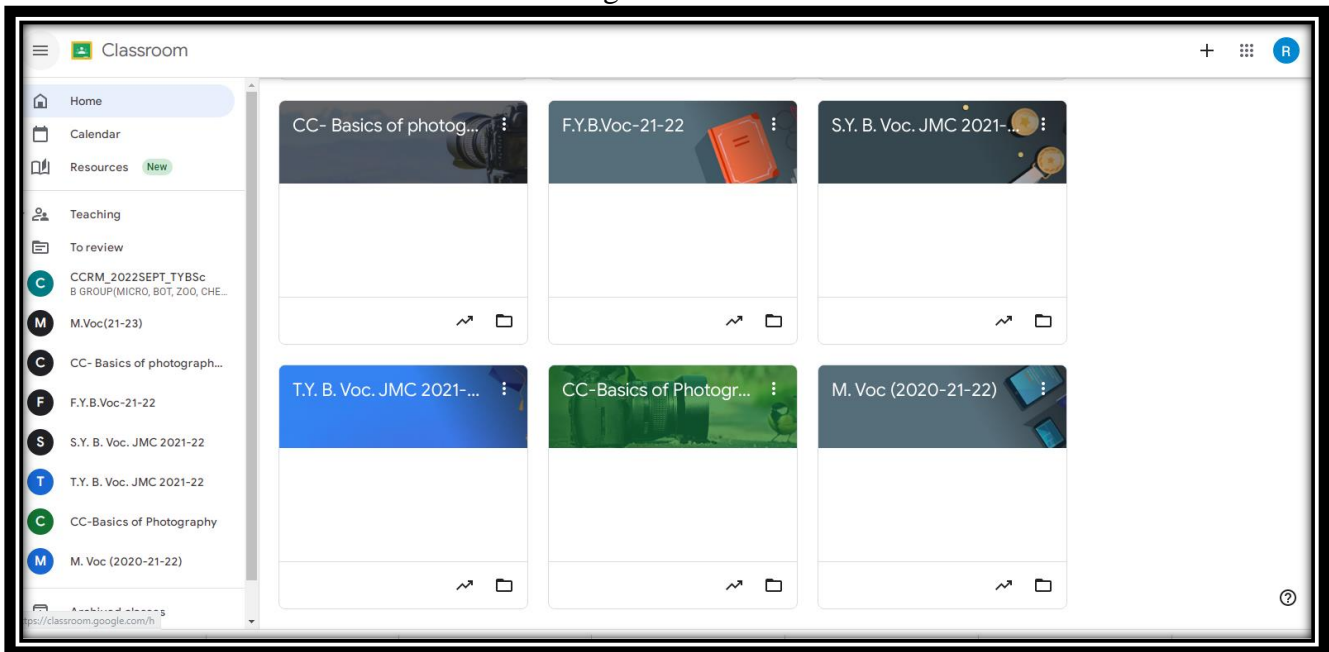 Classroom
R
Home
Calendar
Resources New
Teaching
To review
C CCRM_2022SEPT_TYBSc
B GROUP(MICRO, BOT, ZOO, CHE...
M M.Voc(21-23)
C CC- Basics of photograph...
F F.Y.B.Voc-21-22
S S.Y. B. Voc. JMC 2021-22
T T.Y. B. Voc. JMC 2021-22
C CC-Basics of Photography
M M. Voc (2020-21-22)
Archived classes
tps://classroom.google.com/h
CC- Basics of photog...
F.Y.B.Voc-21-22
S.Y. B. Voc. JMC 2021-...
T.Y. B. Voc. JMC 2021-...
CC-Basics of Photogr...
M. Voc (2020-21-22)